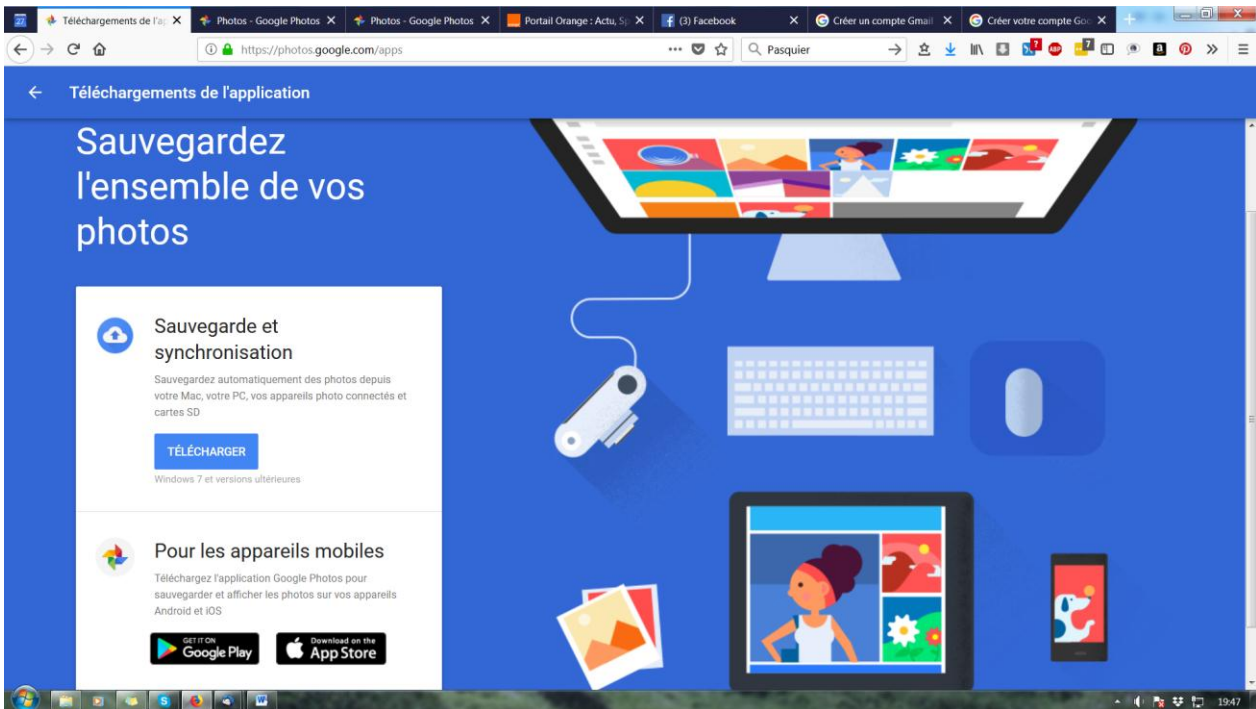 22
Téléchargements de l'ap
Photos - Google Photos
Photos - Google Photos
Portail Orange : Actu, Sp
(3) Facebook
Créer un compte Gmail
Créer votre compte Goo
https://photos.google.com/apps
Pasquier
?
ABP
7
a
Téléchargements de l'application
Sauvegardez
l'ensemble de vos
photos
Sauvegarde et
synchronisation
Sauvegardez automatiquement des photos depuis
votre Mac, votre PC, vos appareils photo connectés et
cartes SD
TÉLÉCHARGER
Windows 7 et versions ultérieures
Pour les appareils mobiles
Téléchargez l'application Google Photos pour
sauvegarder et afficher les photos sur vos appareils
Android et iOS
GET IT ON
Google Play
Download on the
App Store
19:47